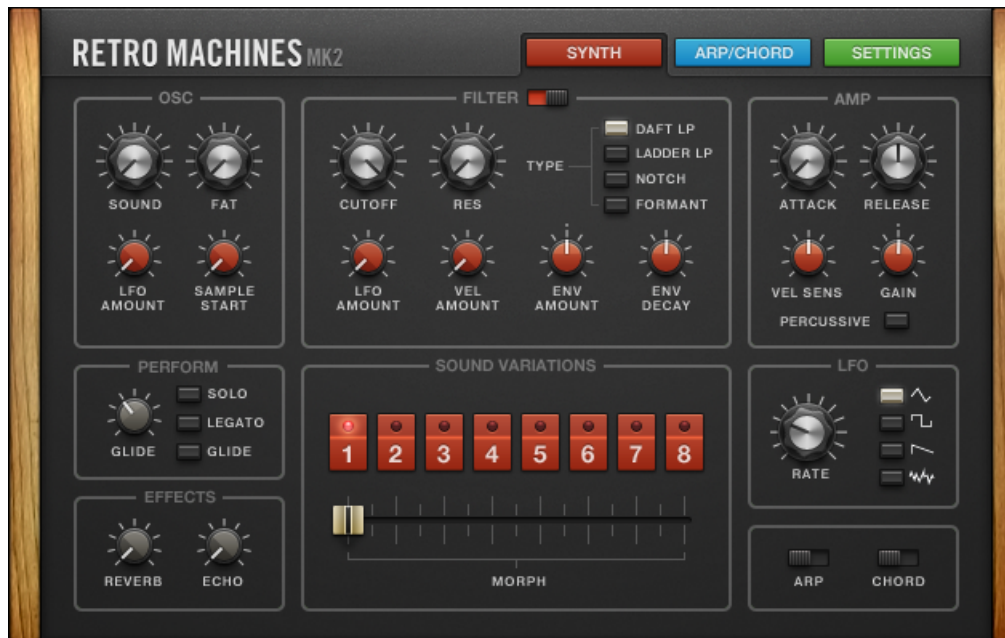 RETRO MACHINES MK2
SYNTH
ARP/CHORD
SETTINGS
OSC
SOUND
FAT
LFO
AMOUNT
SAMPLE
START
FILTER
CUTOFF
RES
TYPE
DAFT LP
LADDER LP
NOTCH
FORMANT
LFO
AMOUNT
VEL
AMOUNT
ENV
AMOUNT
ENV
DECAY
AMP
ATTACK
RELEASE
VEL SENS
GAIN
PERCUSSIVE
PERFORM
GLIDE
SOLO
LEGATO
GLIDE
SOUND VARIATIONS
1 2 3 4 5 6 7 8
MORPH
LFO
RATE
EFFECTS
REVERB
ECHO
ARP
CHORD